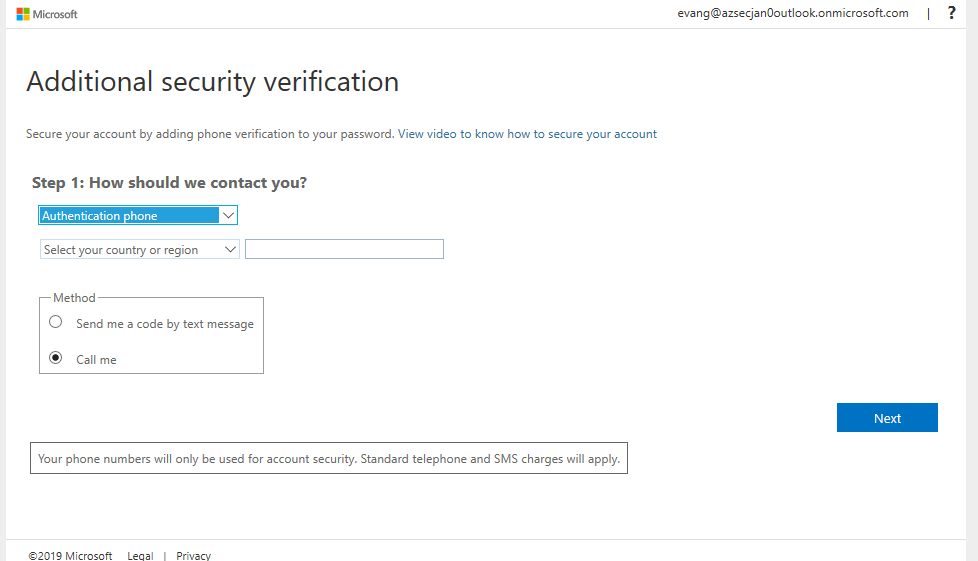 Microsoft evang@azsecjan0outlook.onmicrosoft.com | ?
Additional security verification
Secure your account by adding phone verification to your password. View video to know how to secure your account
Step 1: How should we contact you?
Authentication phone
Select your country or region
Method
Send me a code by text message
Call me
Next
Your phone numbers will only be used for account security. Standard telephone and SMS charges will apply.
©2019 Microsoft Legal | Privacy